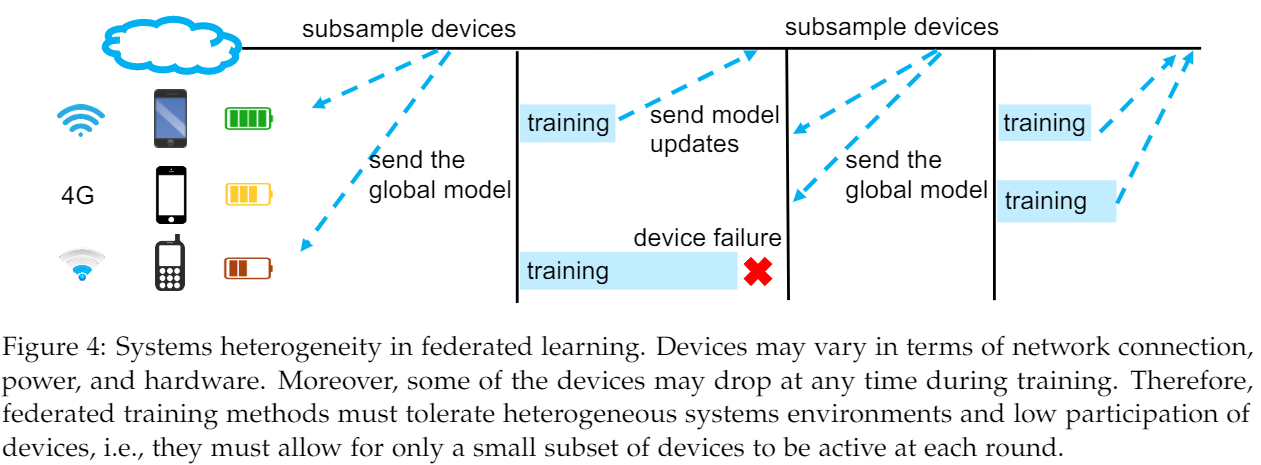 subsample devices
subsample devices
training
send model
updates
training
4G
send the
global model
send the
global model
training
device failure
training
Figure 4: Systems heterogeneity in federated learning. Devices may vary in terms of network connection,
power, and hardware. Moreover, some of the devices may drop at any time during training. Therefore,
federated training methods must tolerate heterogeneous systems environments and low participation of
devices, i.e., they must allow for only a small subset of devices to be active at each round.